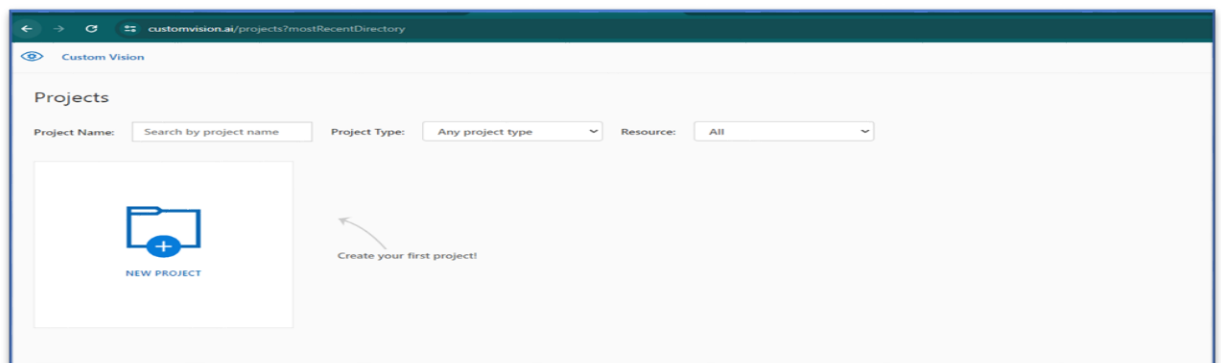 customvision.ai/projects?mostRecentDirectory
Custom Vision
Projects
Project Name: Search by project name Project Type: Any project type Resource: All
Create your first project!
NEW PROJECT